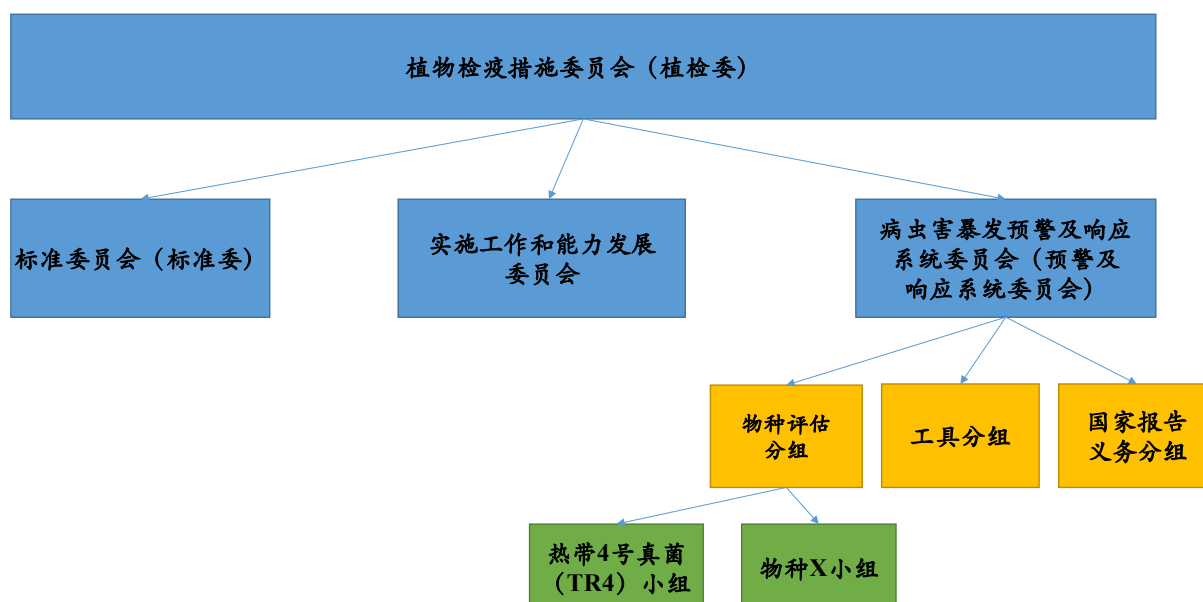 植物检疫措施委员会（植检委）
标准委员会（标准委）
实施工作和能力发展
委员会
病虫害暴发预警及响应
系统委员会（预警及
响应系统委员会）
物种评估
分组
工具分组
国家报告
义务分组
热带4号真菌
（TR4）小组
物种X小组